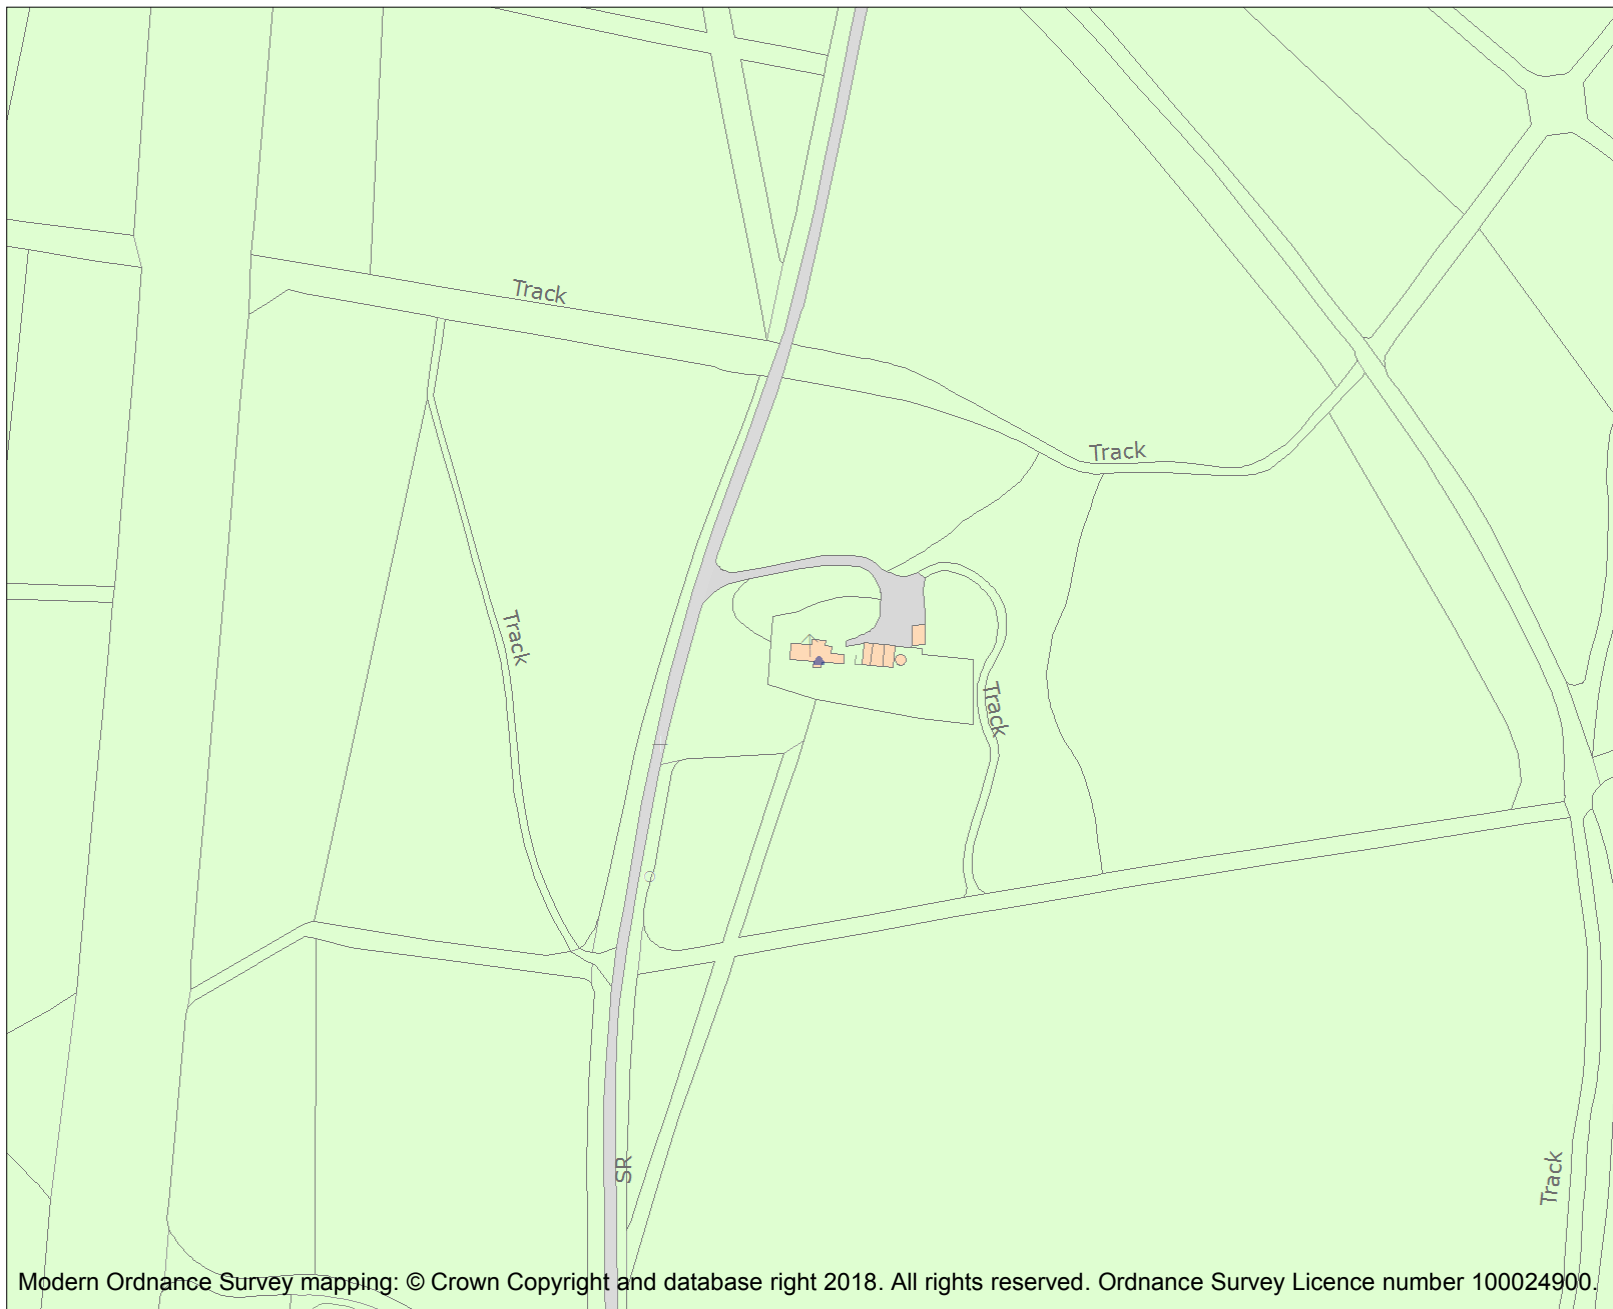 Track
Track
Track
Track
SR
Track
Modern Ordnance Survey mapping: © Crown Copyright and database right 2018. All rights reserved. Ordnance Survey Licence number 100024900.